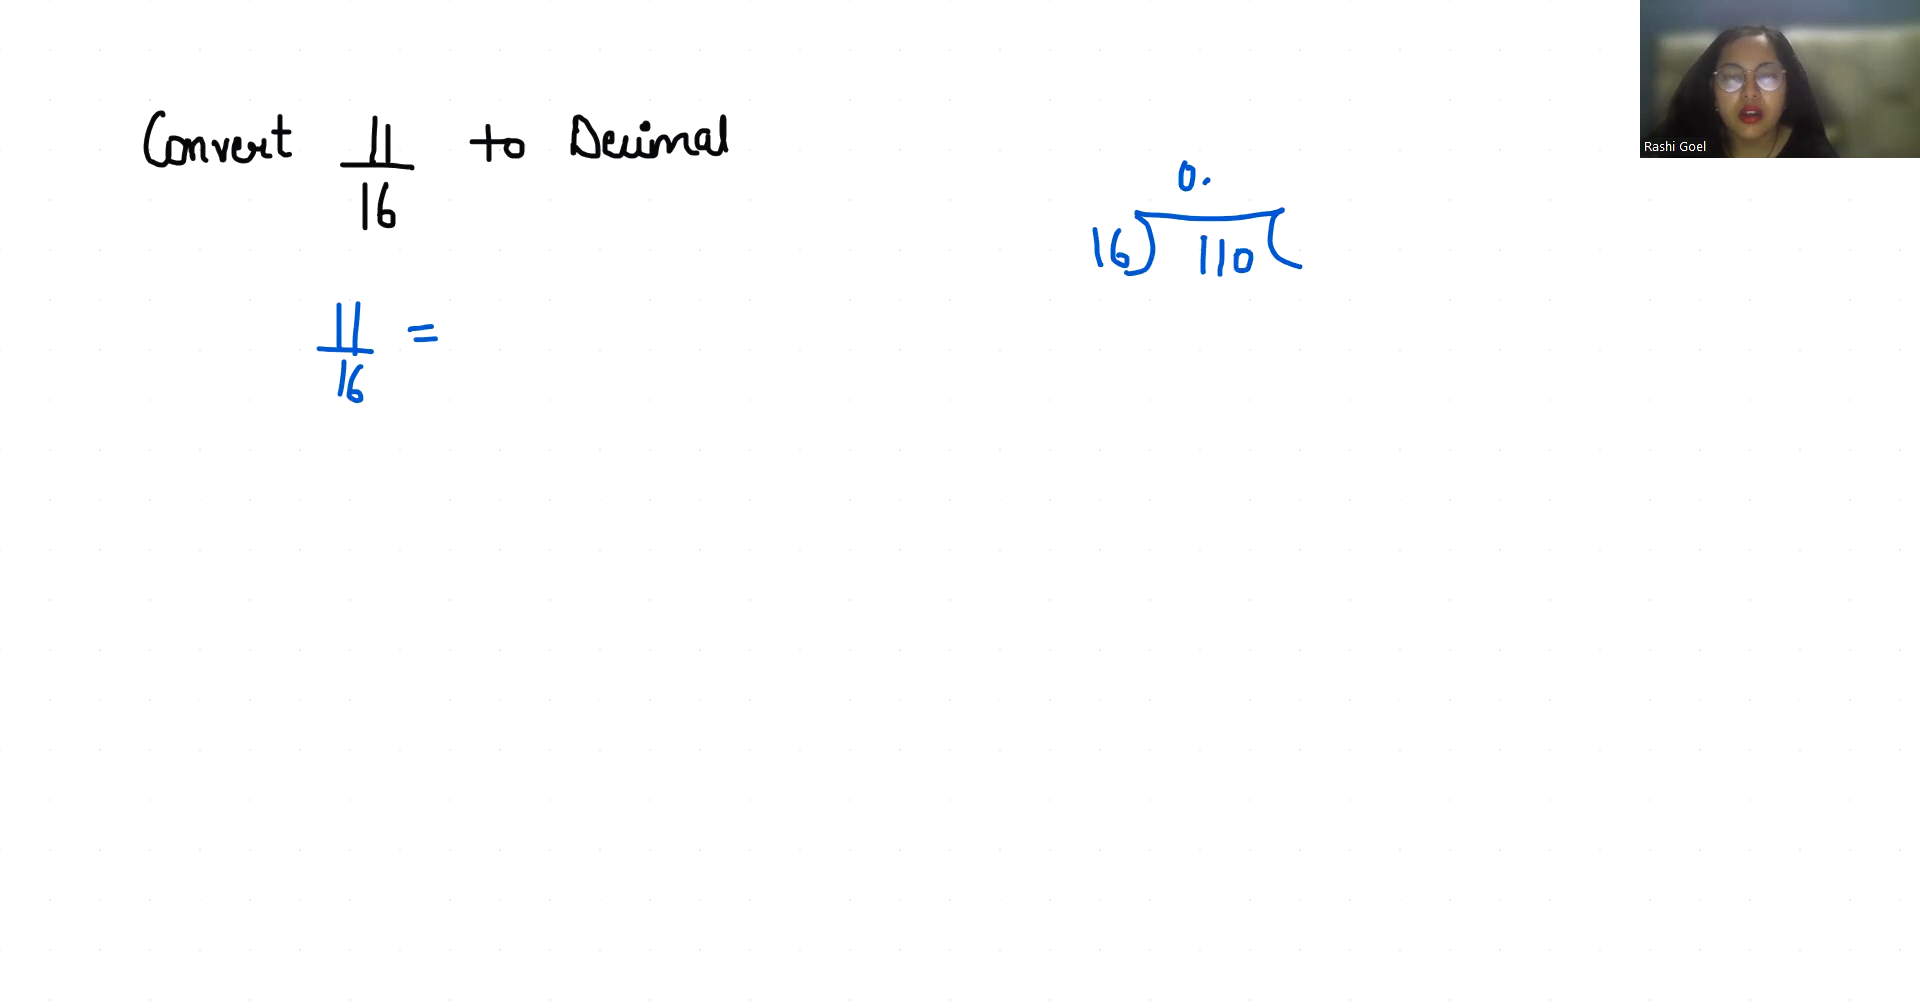 Convert 11/16 to Decimal
11/16 =
0.
16) 110 (
Rashi Goel